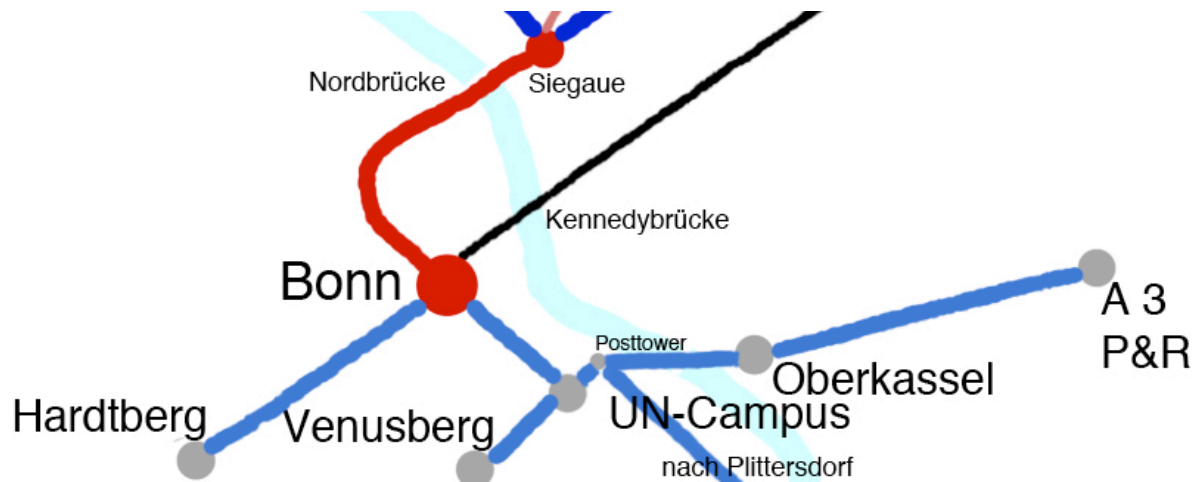 Nordbrücke
Siegaue
Kennedybrücke
Bonn
A 3
P&R
Posttower
Oberkassel
Hardtberg
Venusberg
UN-Campus
nach Plittersdorf